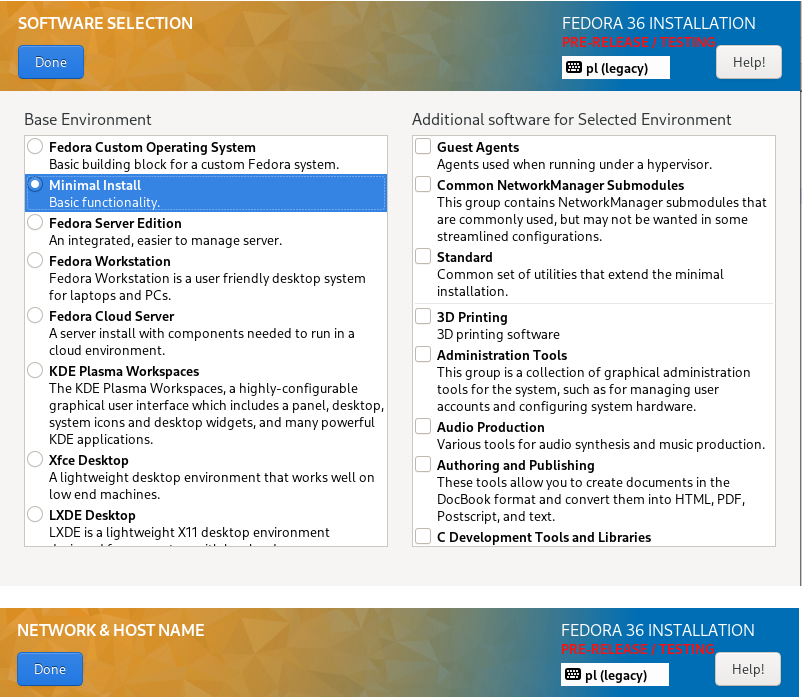 SOFTWARE SELECTION
FEDORA 36 INSTALLATION
PRE-RELEASE / TESTING
Done
pl (legacy)
Help!
Base Environment
Fedora Custom Operating System
Basic building block for a custom Fedora system.
Minimal Install
Basic functionality.
Fedora Server Edition
An integrated, easier to manage server.
Fedora Workstation
Fedora Workstation is a user friendly desktop system
for laptops and PCs.
Fedora Cloud Server
A server install with components needed to run in a
cloud environment.
KDE Plasma Workspaces
The KDE Plasma Workspaces, a highly-configurable
graphical user interface which includes a panel, desktop,
system icons and desktop widgets, and many powerful
KDE applications.
Xfce Desktop
A lightweight desktop environment that works well on
low end machines.
LXDE Desktop
LXDE is a lightweight X11 desktop environment
Additional software for Selected Environment
Guest Agents
Agents used when running under a hypervisor.
Common NetworkManager Submodules
This group contains NetworkManager submodules that
are commonly used, but may not be wanted in some
streamlined configurations.
Standard
Common set of utilities that extend the minimal
installation.
3D Printing
3D printing software
Administration Tools
This group is a collection of graphical administration
tools for the system, such as for managing user
accounts and configuring system hardware.
Audio Production
Various tools for audio synthesis and music production.
Authoring and Publishing
These tools allow you to create documents in the
DocBook format and convert them into HTML, PDF,
Postscript, and text.
C Development Tools and Libraries
NETWORK & HOST NAME
FEDORA 36 INSTALLATION
PRE-RELEASE / TESTING
Done
pl (legacy)
Help!